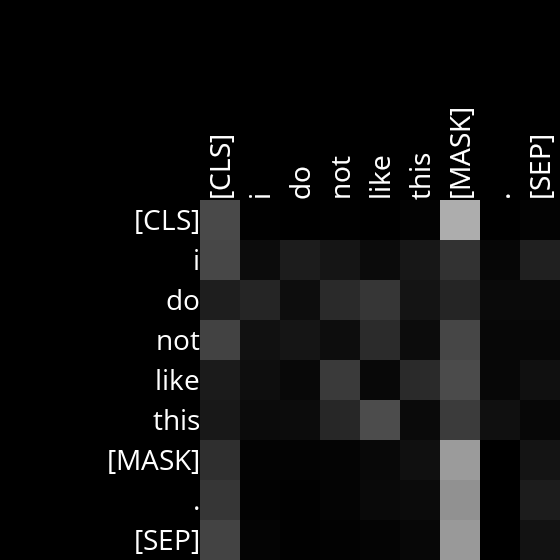 [CLS] i do not like this [MASK] . [SEP]
[CLS]
i
do
not
like
this
[MASK]
.
[SEP]